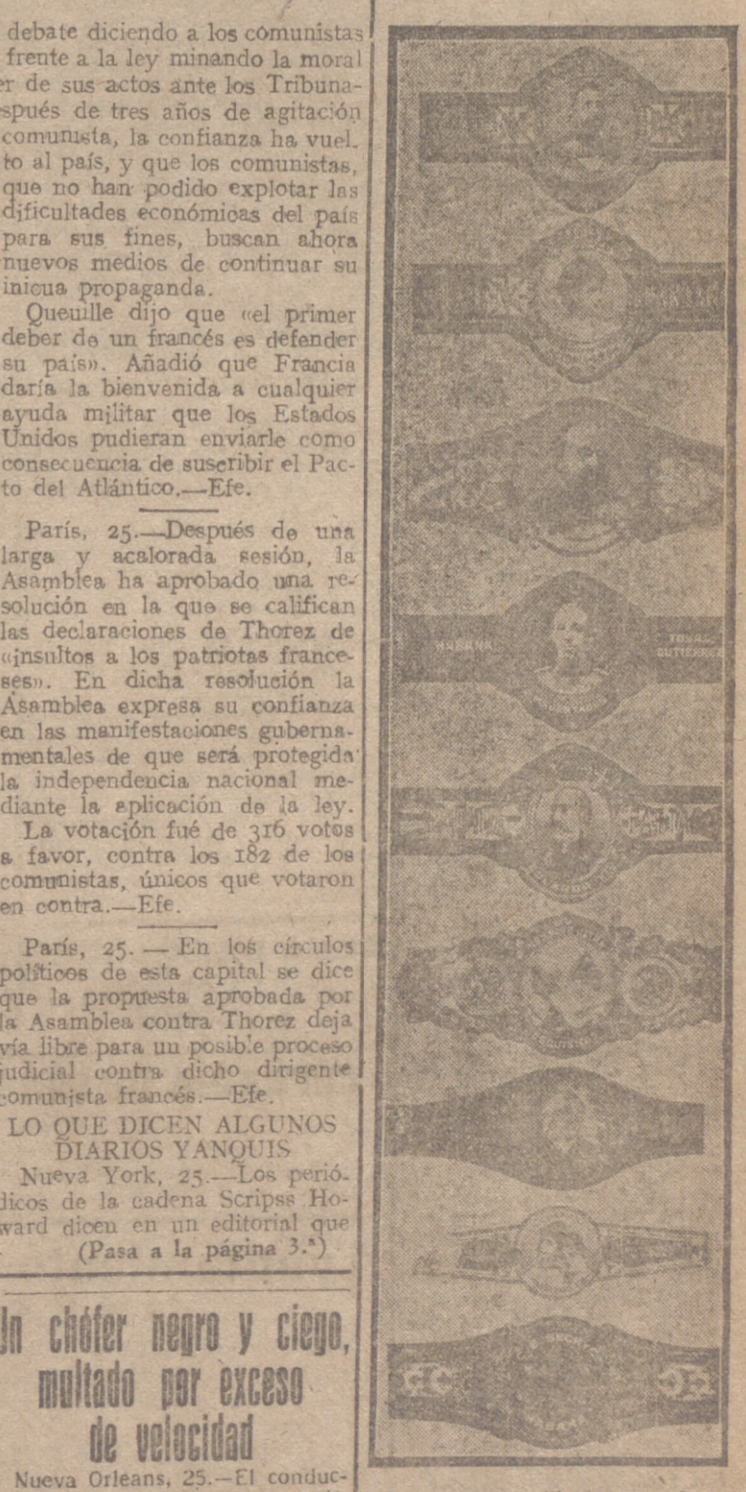 debate diciendo a los comunistas
frente a la ley minando la moral
er de sus actos ante los Tribuna-
spués de tres años de agitación
comunista, la confianza ha vuel-
to al país, y que los comunistas,
que no han podido explotar las
dificultades económicas del país
para sus fines, buscan ahora
nuevos medios de continuar su
inicua propaganda.
Queuille dijo que «el primer
deber de un francés es defender
su país». Añadió que Francia
daría la bienvenida a cualquier
ayuda militar que los Estados
Unidos pudieran enviarle como
consecuencia de suscribir el Pac-
to del Atlántico.—Efe.
París, 25.—Después de una
larga y acalorada sesión, la
Asamblea ha aprobado una re-
solución en la que se califican
las declaraciones de Thorez de
«insultos a los patriotas france-
ses». En dicha resolución la
Asamblea expresa su confianza
en las manifestaciones guberna-
mentales de que será protegida
la independencia nacional me-
diante la aplicación de la ley.
La votación fué de 316 votos
a favor, contra los 182 de los
comunistas, únicos que votaron
en contra.—Efe.
París, 25. — En los círculos
políticos de esta capital se dice
que la propuesta aprobada por
la Asamblea contra Thorez deja
vía libre para un posible proceso
judicial contra dicho dirigente
comunista francés.—Efe.
LO QUE DICEN ALGUNOS
DIARIOS YANQUIS
Nueva York, 25.—Los perió-
dicos de la cadena Scripss Ho-
ward dicen en un editorial que
(Pasa a la página 3.ª)
Un chófer negro y ciego,
multado por exceso
de velocidad
Nueva Orleans, 25.—El conduc-
HABANA
TOMAS
GUTIERREZ